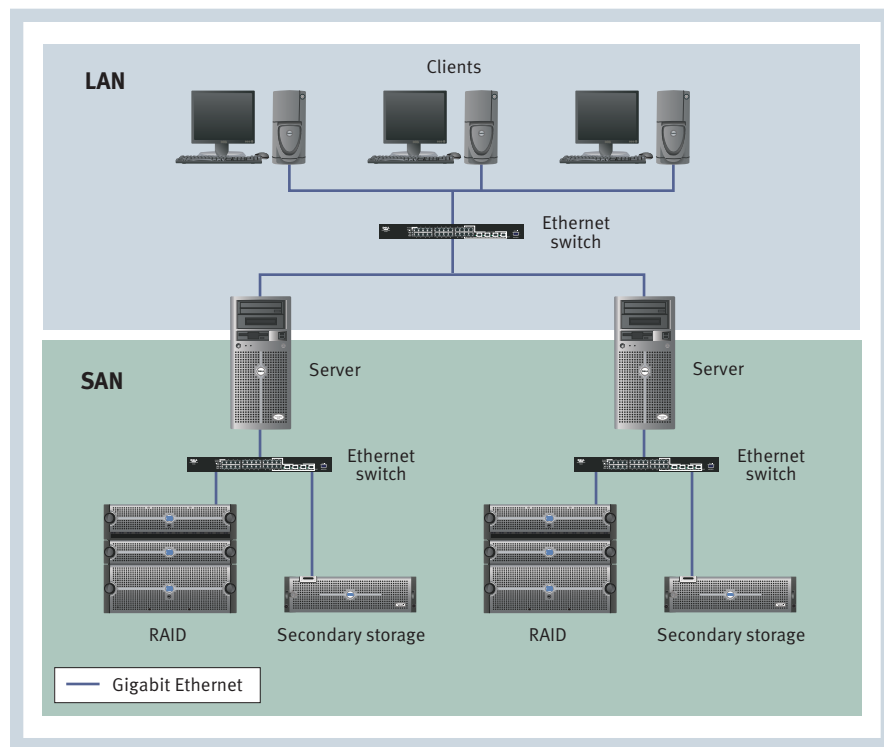 LAN
Clients
Ethernet
switch
Server
Server
SAN
Ethernet
switch
Ethernet
switch
RAID
Secondary storage
RAID
Secondary storage
Gigabit Ethernet